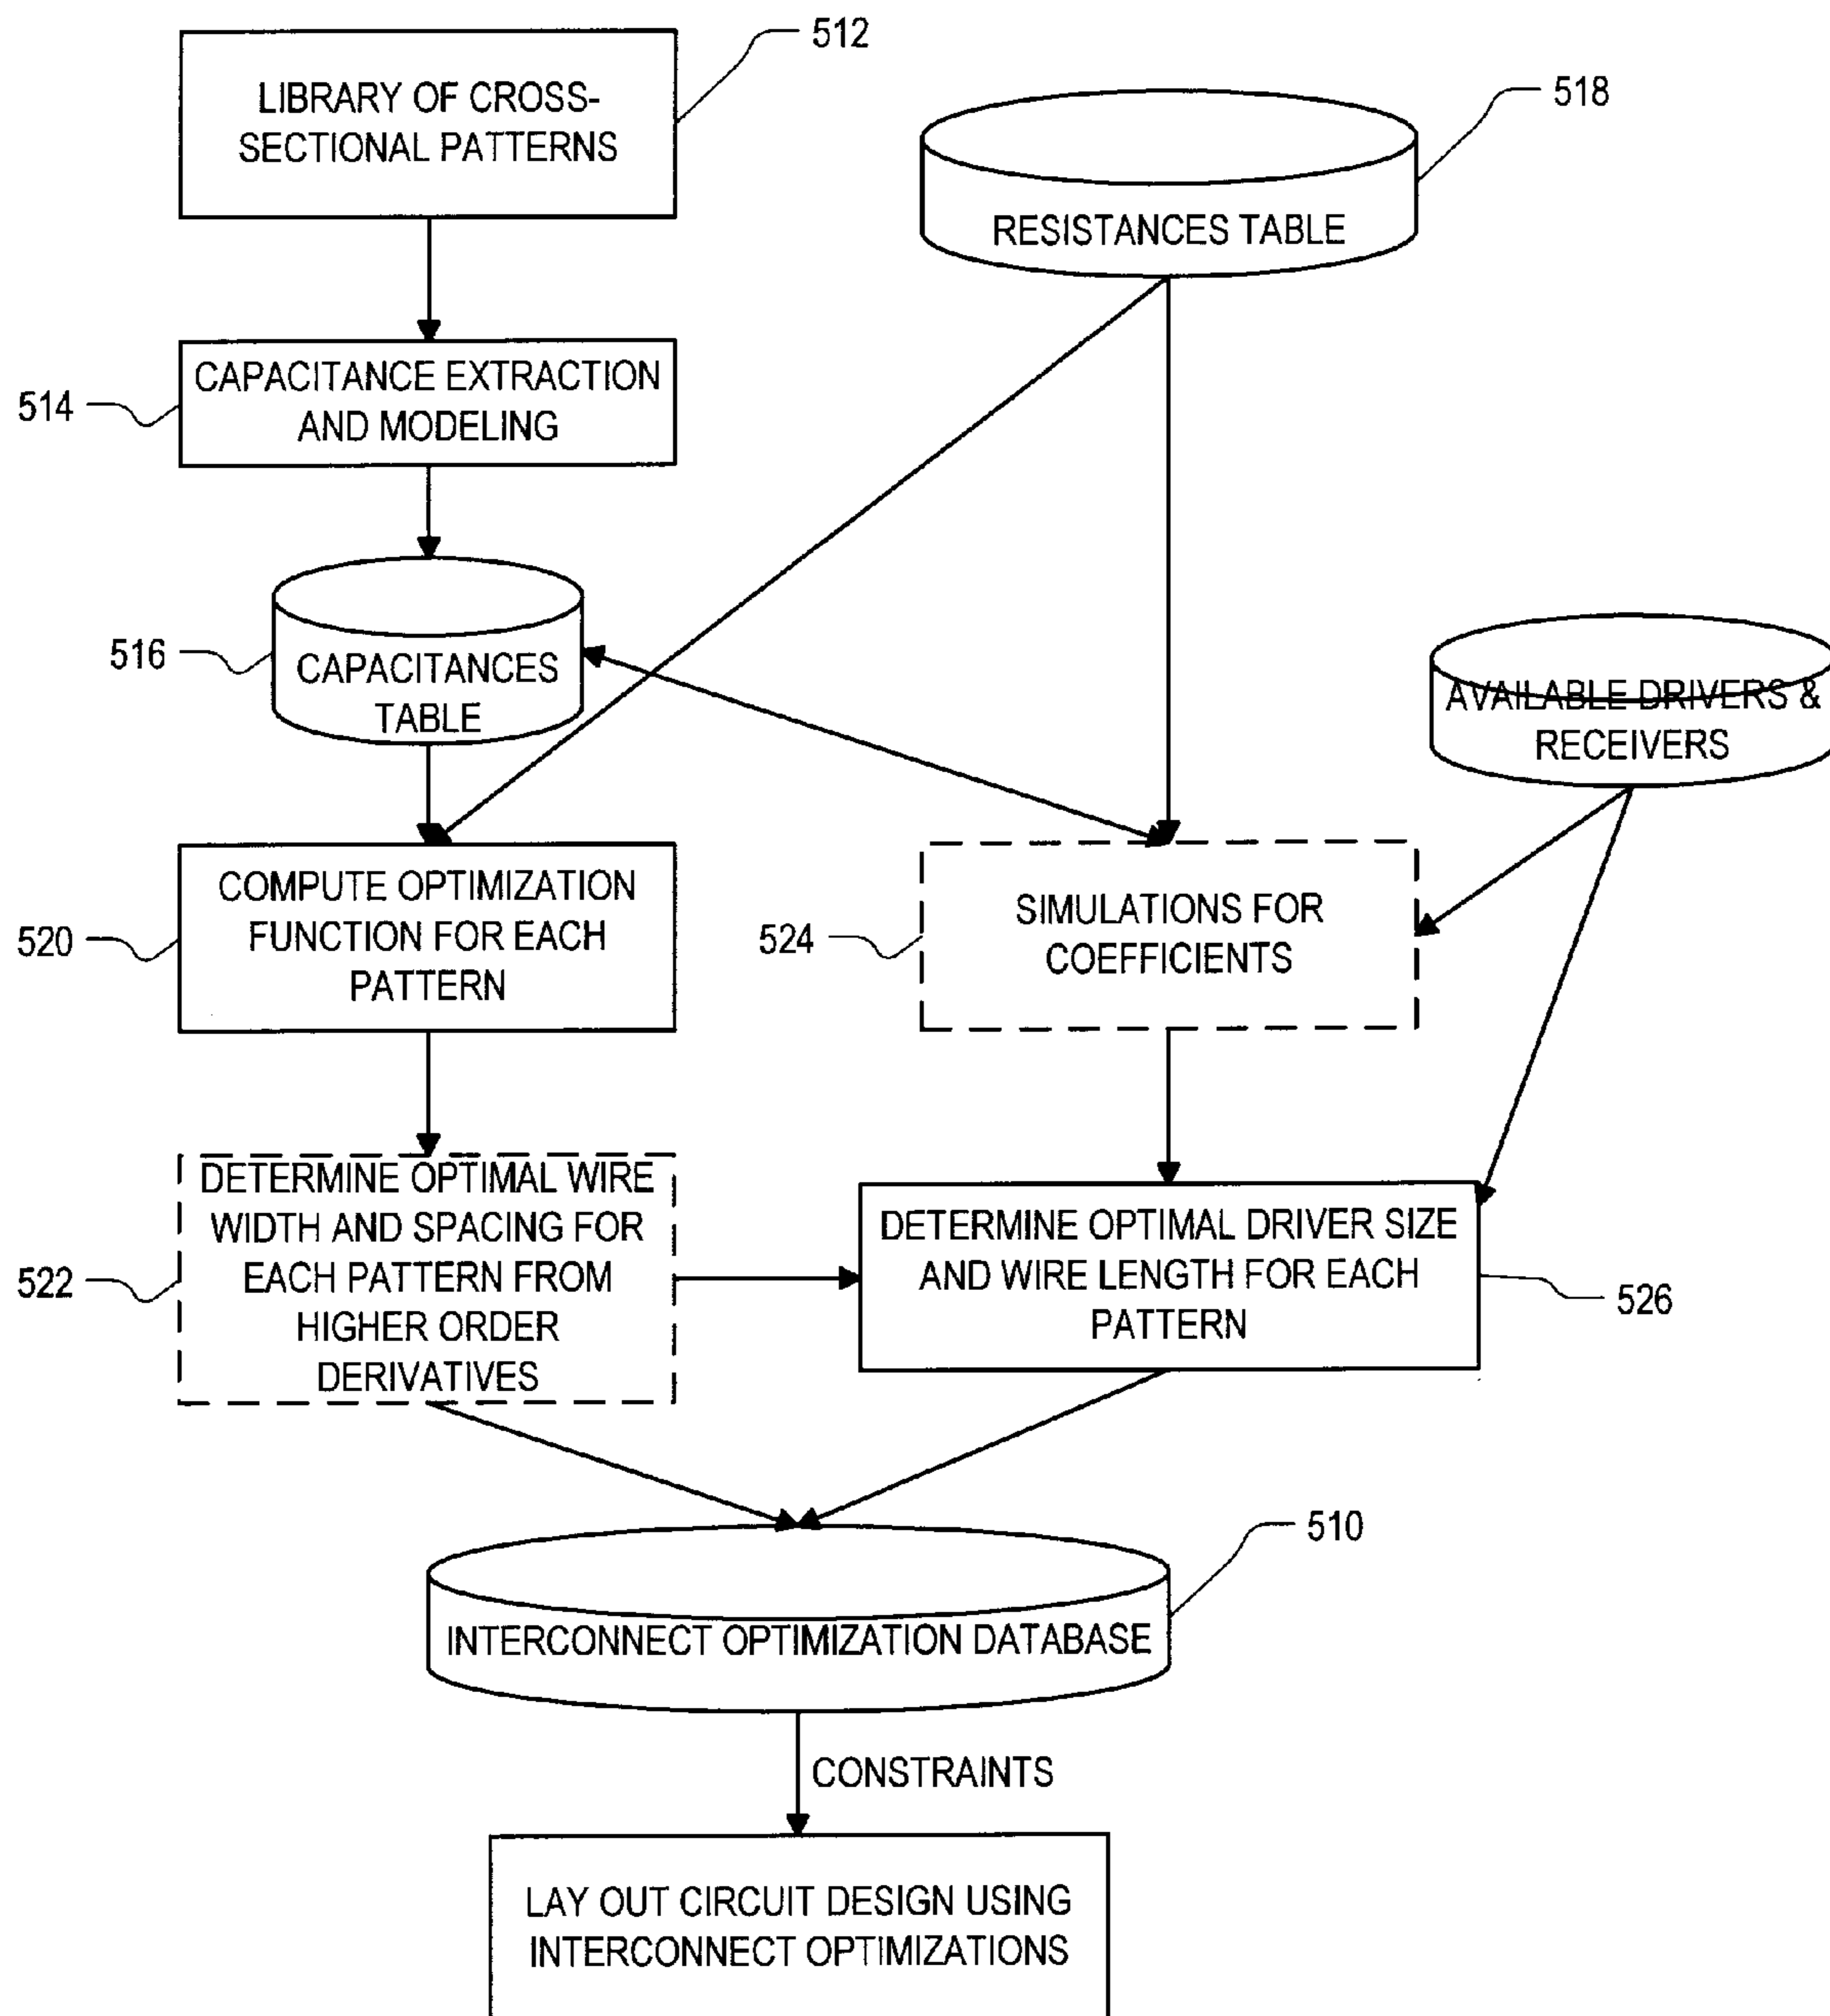 512
LIBRARY OF CROSS-
SECTIONAL PATTERNS
518
RESISTANCES TABLE
514
CAPACITANCE EXTRACTION
AND MODELING
516
CAPACITANCES
TABLE
AVAILABLE DRIVERS &
RECEIVERS
520
COMPUTE OPTIMIZATION
FUNCTION FOR EACH
PATTERN
524
SIMULATIONS FOR
COEFFICIENTS
522
DETERMINE OPTIMAL WIRE
WIDTH AND SPACING FOR
EACH PATTERN FROM
HIGHER ORDER
DERIVATIVES
DETERMINE OPTIMAL DRIVER SIZE
AND WIRE LENGTH FOR EACH
PATTERN
526
510
INTERCONNECT OPTIMIZATION DATABASE
CONSTRAINTS
LAY OUT CIRCUIT DESIGN USING
INTERCONNECT OPTIMIZATIONS